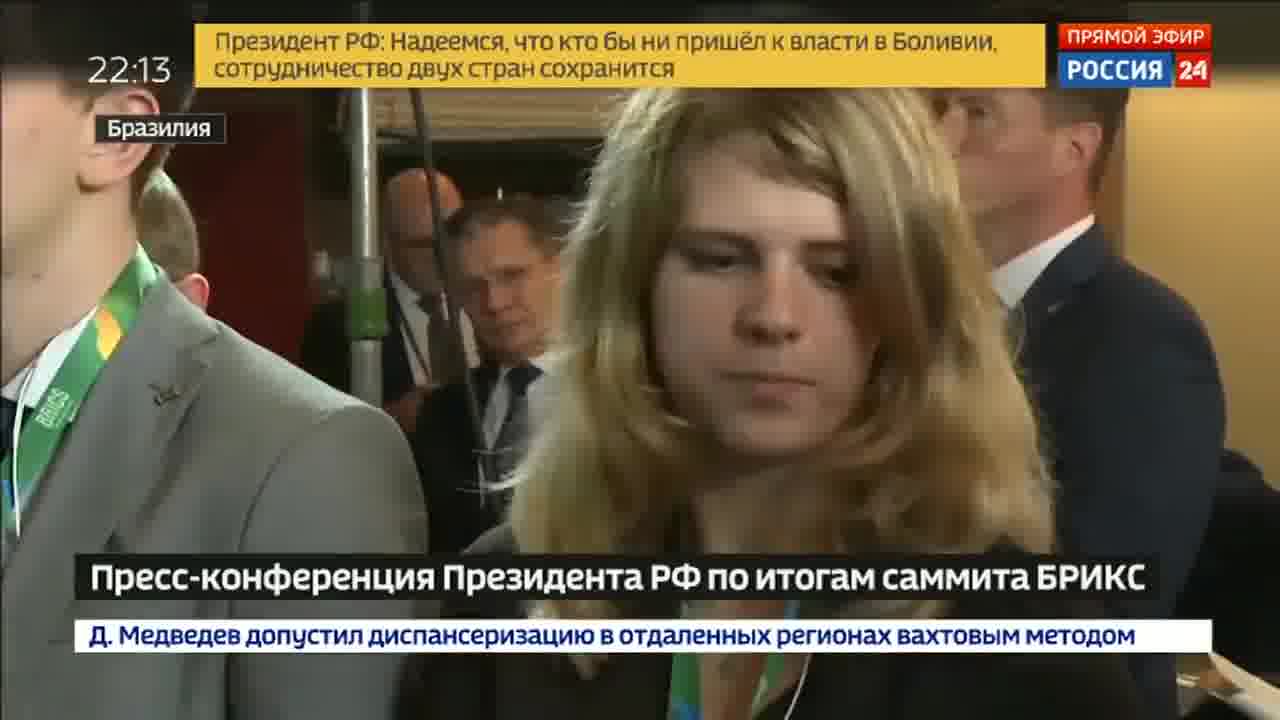 22:13
Президент РФ: Надеемся, что кто бы ни пришёл к власти в Боливии,
сотрудничество двух стран сохранится
ПРЯМОЙ ЭФИР
РОССИЯ 24
Бразилия
BRICS
Пресс-конференция Президента РФ по итогам саммита БРИКС
Д. Медведев допустил диспансеризацию в отдаленных регионах вахтовым методом